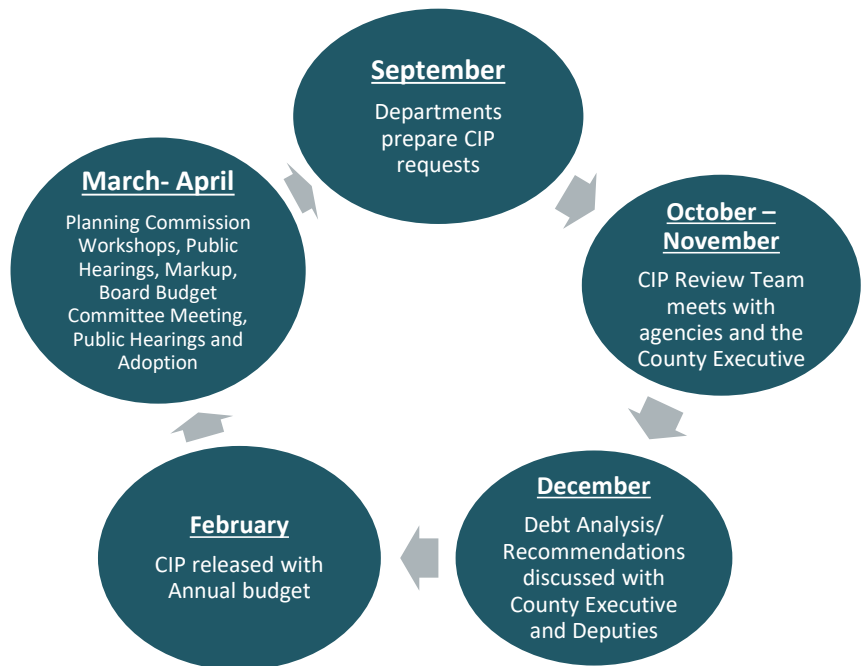 September
Departments
prepare CIP
requests
October –
November
CIP Review Team
meets with
agencies and the
County Executive
December
Debt Analysis/
Recommendations
discussed with
County Executive
and Deputies
February
CIP released with
Annual budget
March- April
Planning Commission
Workshops, Public
Hearings, Markup,
Board Budget
Committee Meeting,
Public Hearings and
Adoption